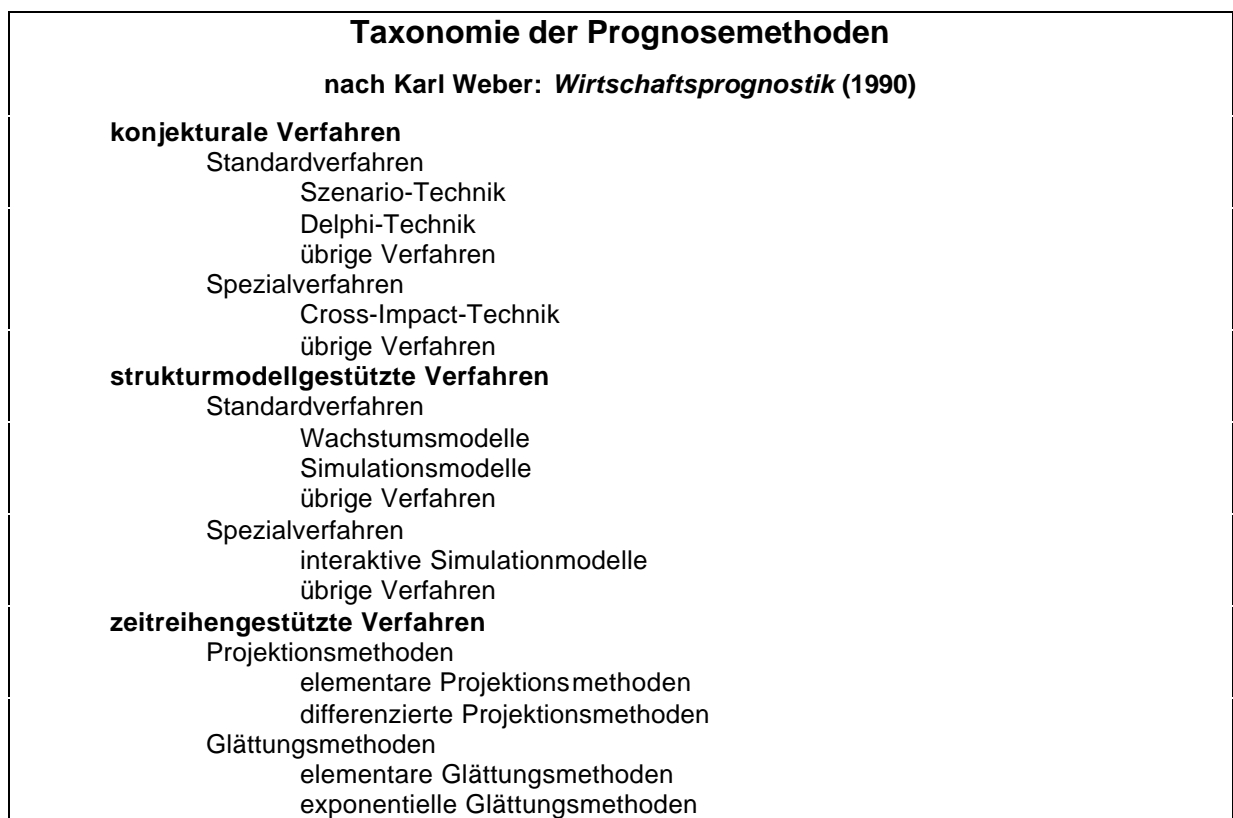 Taxonomie der Prognosemethoden
nach Karl Weber: Wirtschaftsprognostik (1990)
konjekturale Verfahren
Standardverfahren
Szenario-Technik
Delphi-Technik
übrige Verfahren
Spezialverfahren
Cross-Impact-Technik
übrige Verfahren
strukturmodellgestützte Verfahren
Standardverfahren
Wachstumsmodelle
Simulationsmodelle
übrige Verfahren
Spezialverfahren
interaktive Simulationmodelle
übrige Verfahren
zeitreihengestützte Verfahren
Projektionsmethoden
elementare Projektionsmethoden
differenzierte Projektionsmethoden
Glättungsmethoden
elementare Glättungsmethoden
exponentielle Glättungsmethoden